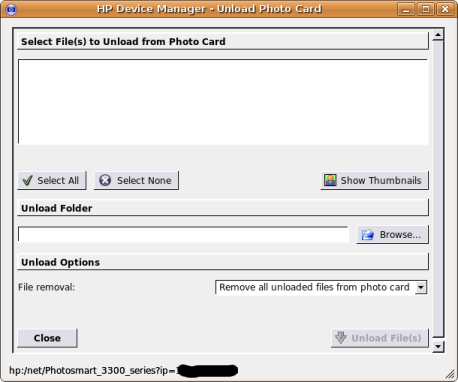 HP Device Manager - Unload Photo Card
Select File(s) to Unload from Photo Card
Select All
Select None
Show Thumbnails
Unload Folder
Browse...
Unload Options
File removal:
Remove all unloaded files from photo card
Close
Unload File(s)
hp:/net/Photosmart_3300_series?ip=